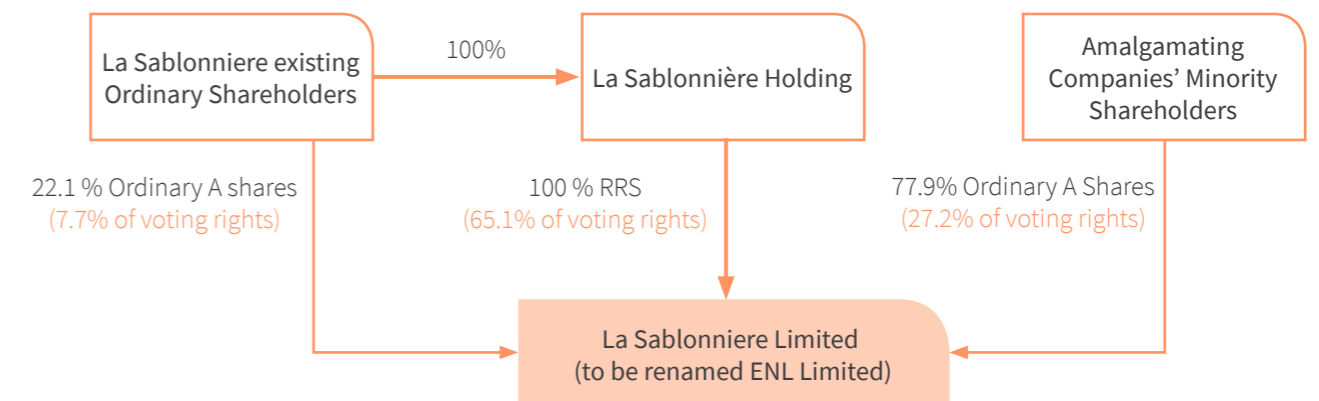 La Sablonniere existing
Ordinary Shareholders
100%
La Sablonnière Holding
Amalgamating
Companies’ Minority
Shareholders
22.1 % Ordinary A shares
(7.7% of voting rights)
100 % RRS
(65.1% of voting rights)
77.9% Ordinary A Shares
(27.2% of voting rights)
La Sablonniere Limited
(to be renamed ENL Limited)